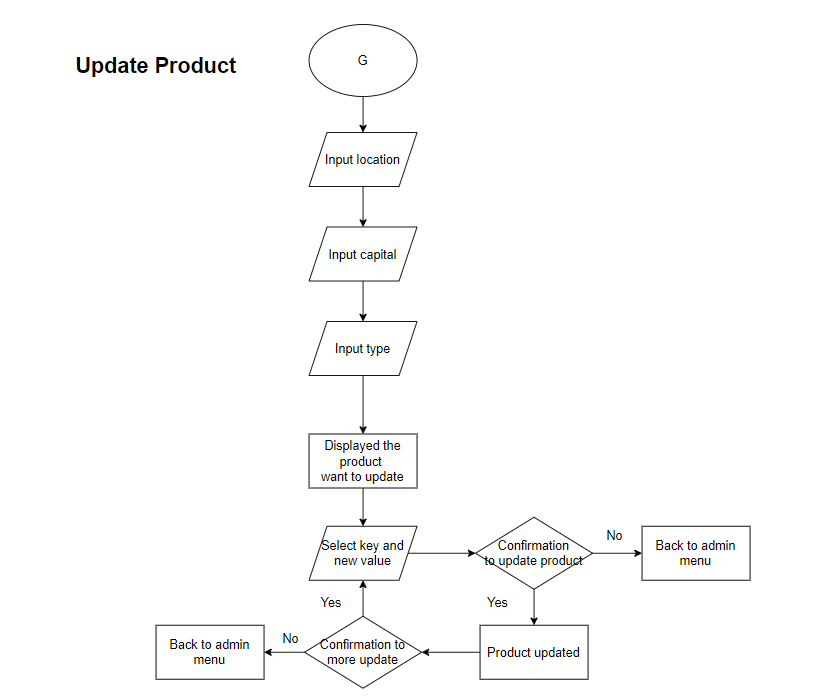 Update Product
G
Input location
Input capital
Input type
Displayed the
product
want to update
Select key and
new value
Confirmation
to update product
No
Back to admin
menu
Yes
Product updated
Yes
Confirmation to
more update
No
Back to admin
menu